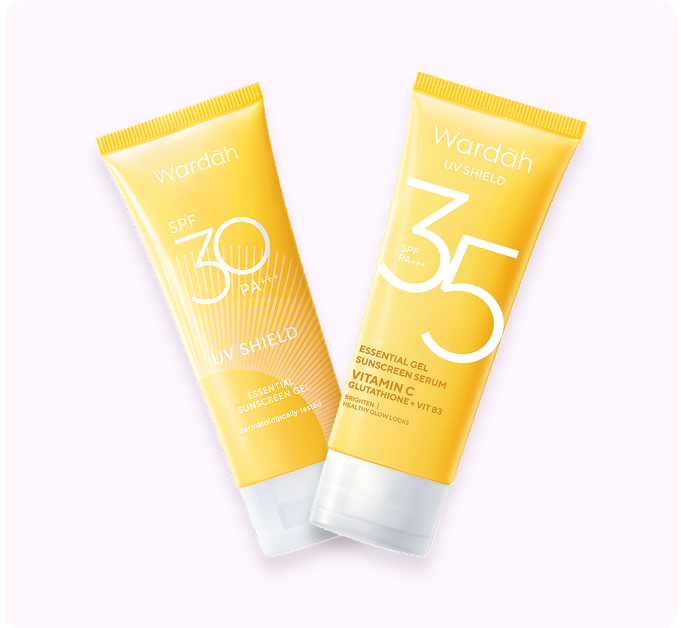 Wardah
SPF
30
PA+++
UV SHIELD
ESSENTIAL
SUNSCREEN GEL
dermatologically tested
Wardah
UV SHIELD
35
SPF
PA+++
ESSENTIAL GEL
SUNSCREEN SERUM
VITAMIN C
GLUTATHIONE + VIT B3
BRIGHTEN |
HEALTHY GLOW LOOKS